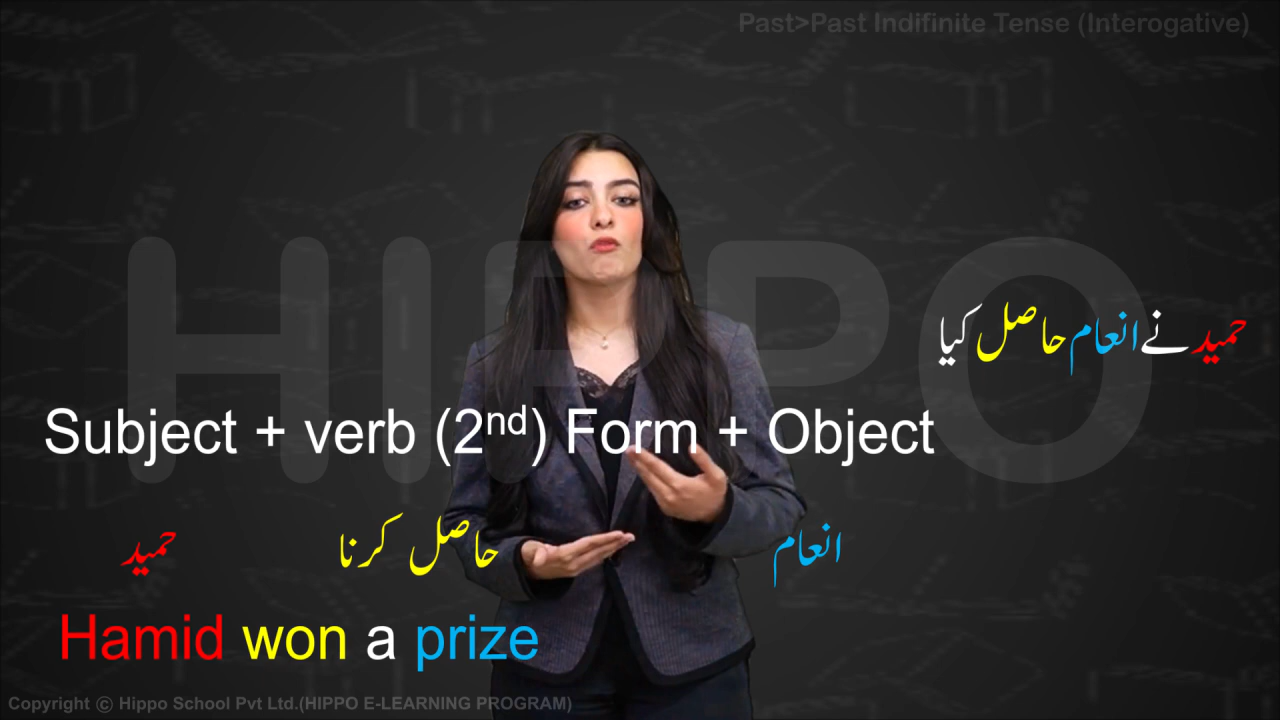 Past>Past Indifinite Tense (Interogative)
HIPPO
حمید نے انعام حاصل کیا
Subject + verb (2nd) Form + Object
حمید حاصل کرنا انعام
Hamid won a prize
Copyright © Hippo School Pvt Ltd.(HIPPO E-LEARNING PROGRAM)